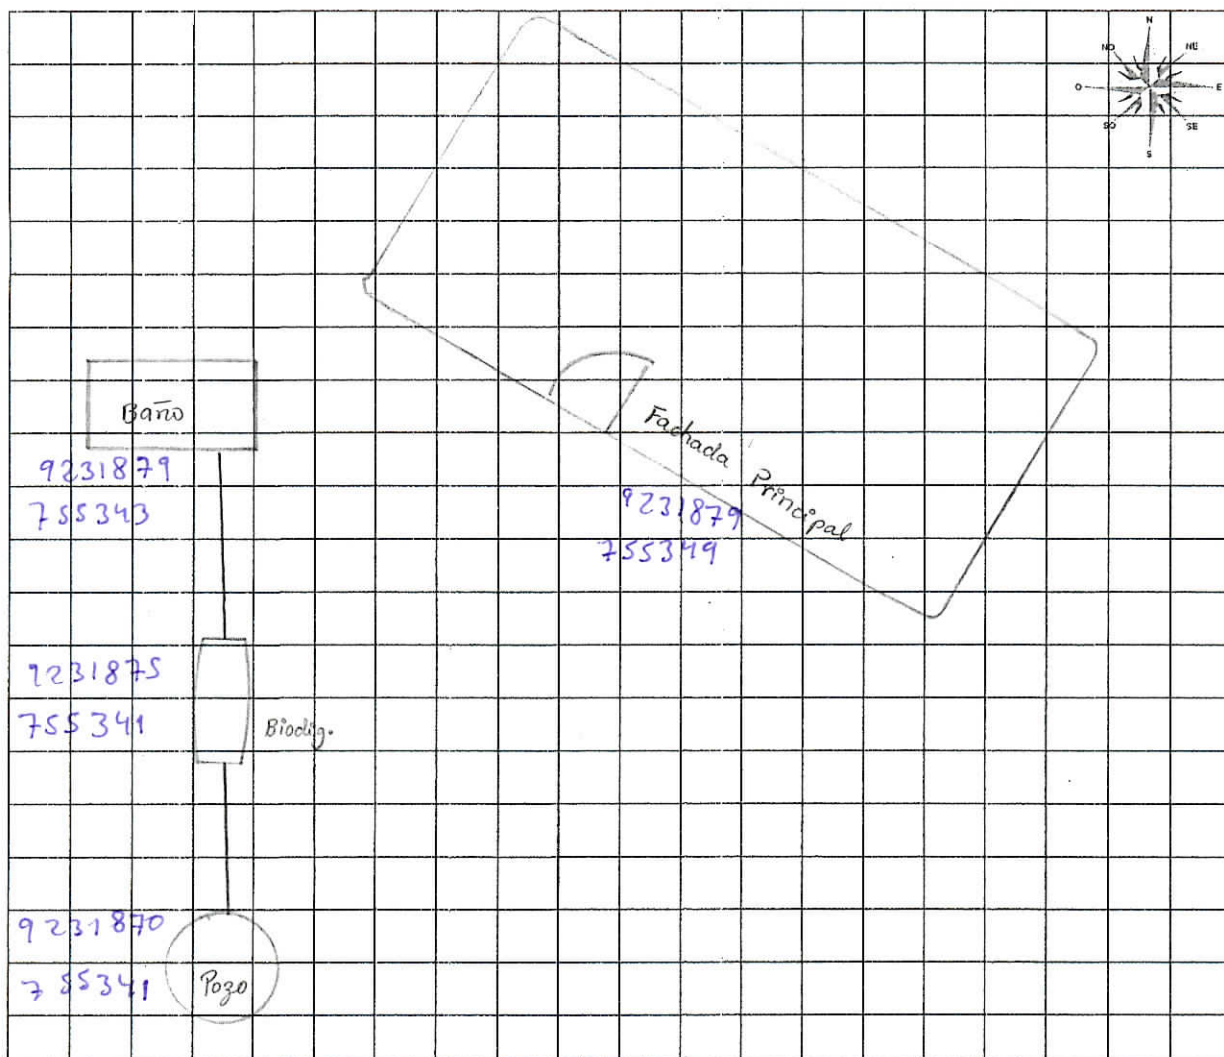 N
NO NE
O E
SO SE
S
Baño
9231879
755343
Fachada Principal
9231879
755349
9231875
755341
Biodig.
9231870
755341
Pozo